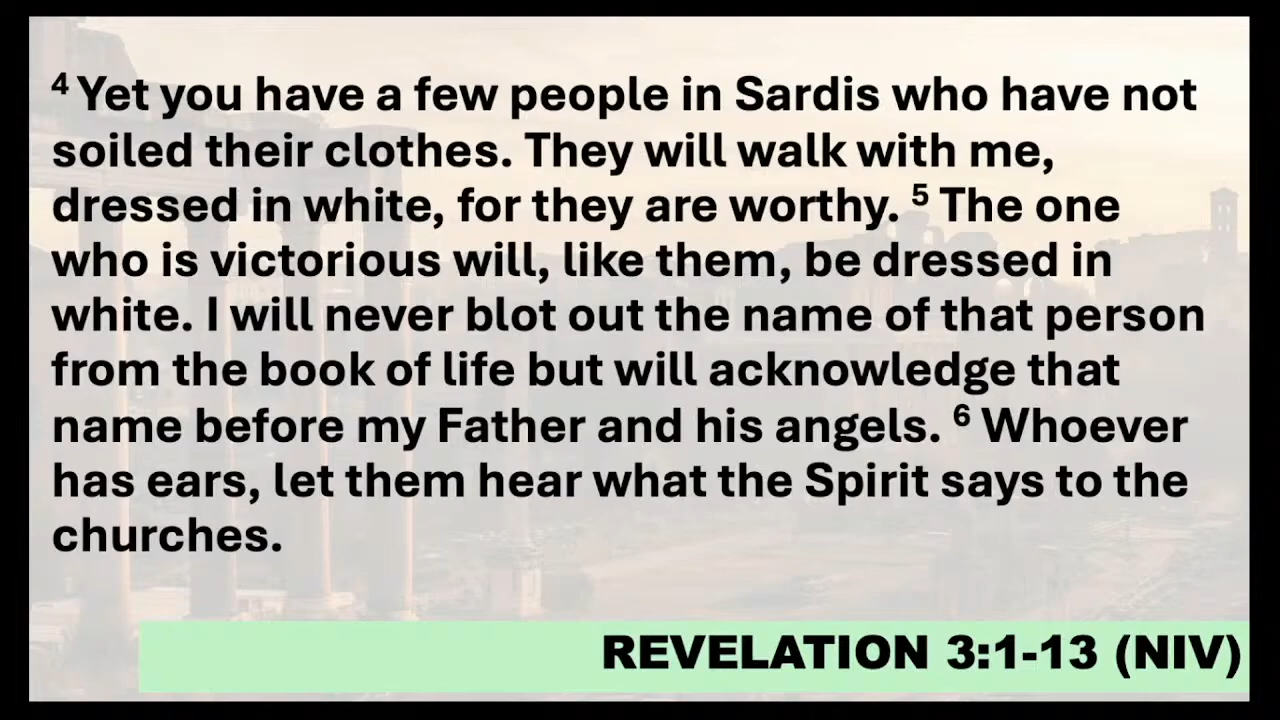 4 Yet you have a few people in Sardis who have not
soiled their clothes. They will walk with me,
dressed in white, for they are worthy. 5 The one
who is victorious will, like them, be dressed in
white. I will never blot out the name of that person
from the book of life but will acknowledge that
name before my Father and his angels. 6 Whoever
has ears, let them hear what the Spirit says to the
churches.
REVELATION 3:1-13 (NIV)